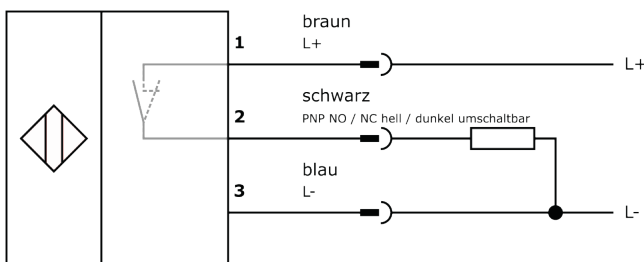 braun
1
L+
L+
schwarz
2
PNP NO / NC hell / dunkel umschaltbar
blau
3
L-
L-